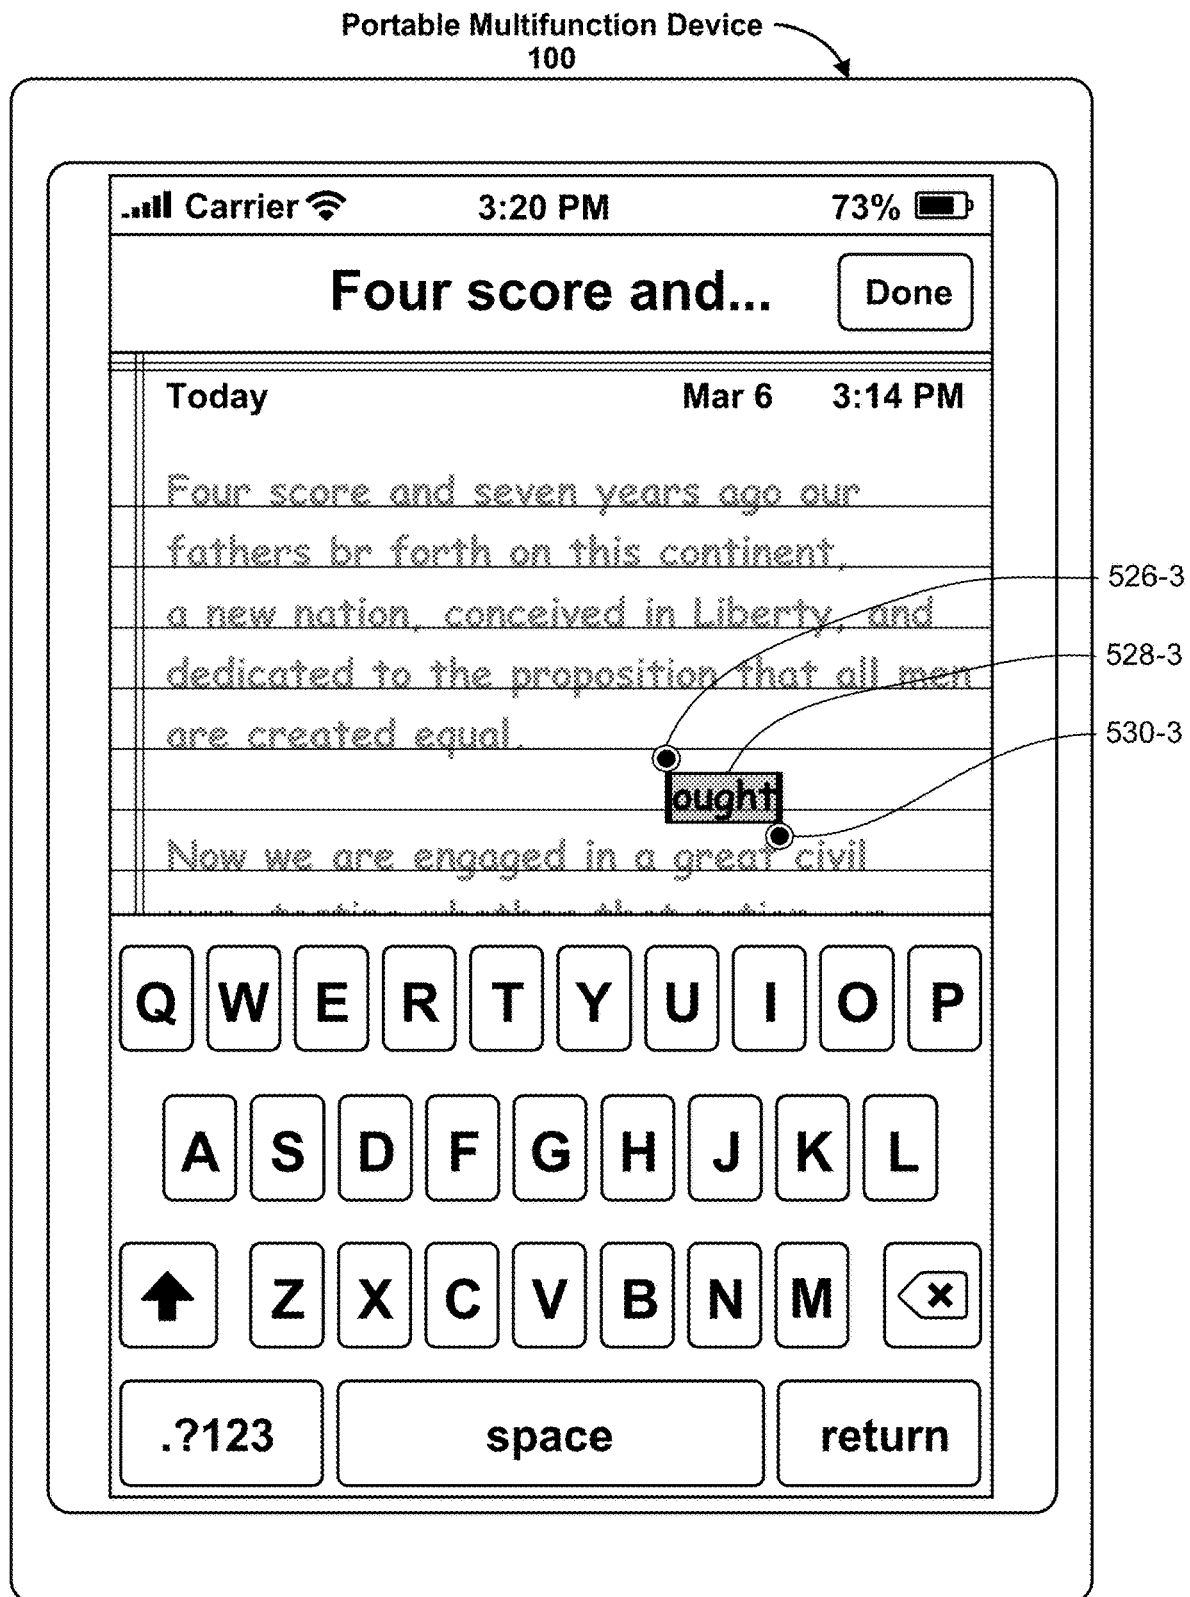 Portable Multifunction Device
100
Carrier 3:20 PM 73%
Four score and... Done
Today Mar 6 3:14 PM
Four score and seven years ago our
fathers br forth on this continent,
526-3
a new nation, conceived in Liberty, and
528-3
dedicated to the proposition that all men
530-3
are created equal.
ought
Now we are engaged in a great civil
Q W E R T Y U I O P
A S D F G H J K L
Z X C V B N M
.?123 space return